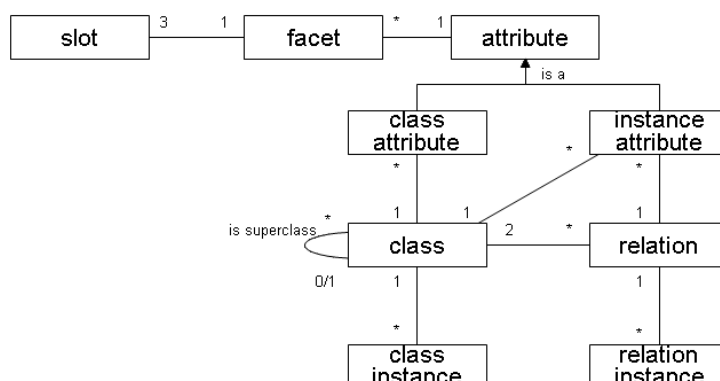 3 1 * 1
slot facet attribute
is a
class instance
attribute attribute
*
* *
* 1 1 1
is superclass 2 *
class relation
0/1 1 1
* *
class relation
instance instance